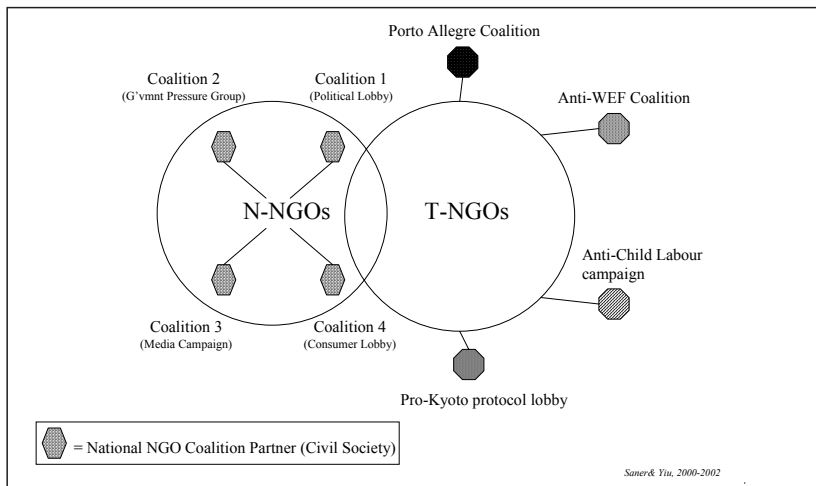 Porto Allegre Coalition
Coalition 2
(G'vmnt Pressure Group)
Coalition 1
(Political Lobby)
Anti-WEF Coalition
N-NGOs
T-NGOs
Anti-Child Labour
campaign
Coalition 3
(Media Campaign)
Coalition 4
(Consumer Lobby)
Pro-Kyoto protocol lobby
= National NGO Coalition Partner (Civil Society)
Saner& Yiu, 2000-2002